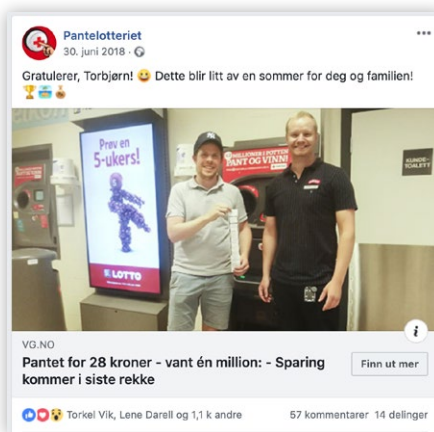 Pantelotteriet
30. juni 2018 ·
Gratulerer, Torbjørn! 😀 Dette blir litt av en sommer for deg og familien!
🏆
Prøv en
5-ukers!
LOTTO
MILLIONER I POTTEN
PANT OG VINN!
KUNDE-
TOALETT
VG.NO
Pantet for 28 kroner - vant én million: - Sparing
kommer i siste rekke
Finn ut mer
Torkel Vik, Lene Darell og 1,1 k andre
57 kommentarer 14 delinger